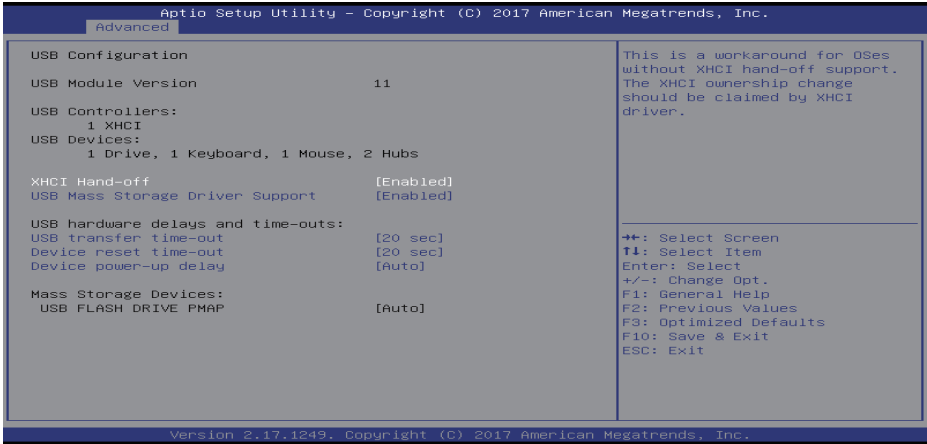 Aptio Setup Utility – Copyright (C) 2017 American Megatrends, Inc.
Advanced
USB Configuration
USB Module Version 11
USB Controllers:
1 XHCI
USB Devices:
1 Drive, 1 Keyboard, 1 Mouse, 2 Hubs
XHCI Hand-off [Enabled]
USB Mass Storage Driver Support [Enabled]
USB hardware delays and time-outs:
USB transfer time-out [20 sec]
Device reset time-out [20 sec]
Device power-up delay [Auto]
Mass Storage Devices:
USB FLASH DRIVE PMAP [Auto]
This is a workaround for OSes
without XHCI hand-off support.
The XHCI ownership change
should be claimed by XHCI
driver.
→←: Select Screen
↑↓: Select Item
Enter: Select
+/-: Change Opt.
F1: General Help
F2: Previous Values
F3: Optimized Defaults
F10: Save & Exit
ESC: Exit
Version 2.17.1249. Copyright (C) 2017 American Megatrends, Inc.